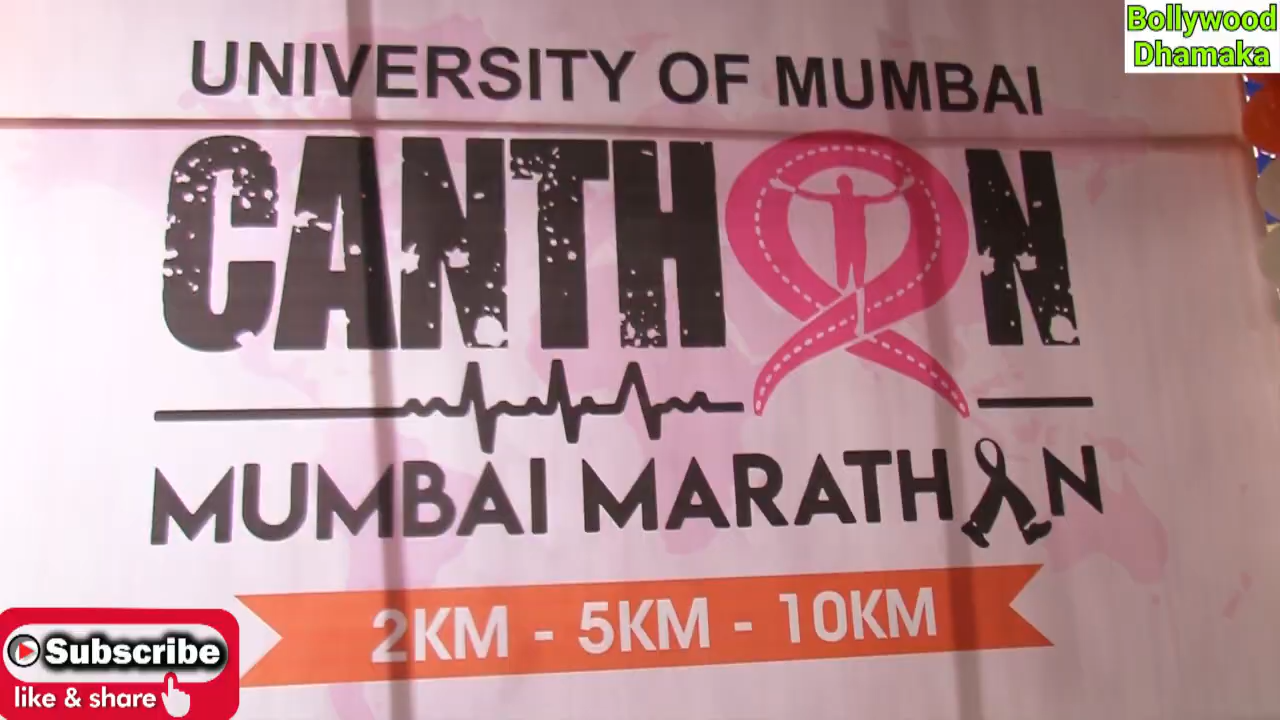 Bollywood
Dhamaka
UNIVERSITY OF MUMBAI
CANTHON
MUMBAI MARATHON
2KM - 5KM - 10KM
Subscribe
like & share